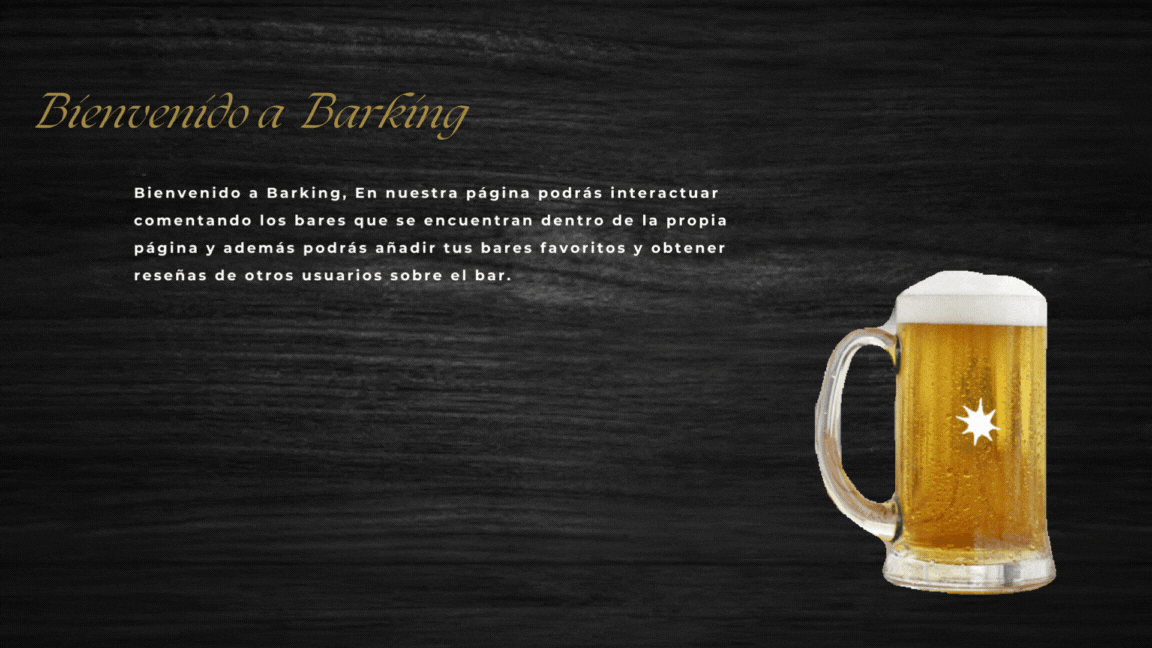 Bienvenido a Barking
Bienvenido a Barking, En nuestra página podrás interactuar
comentando los bares que se encuentran dentro de la propia
página y además podrás añadir tus bares favoritos y obtener
reseñas de otros usuarios sobre el bar.